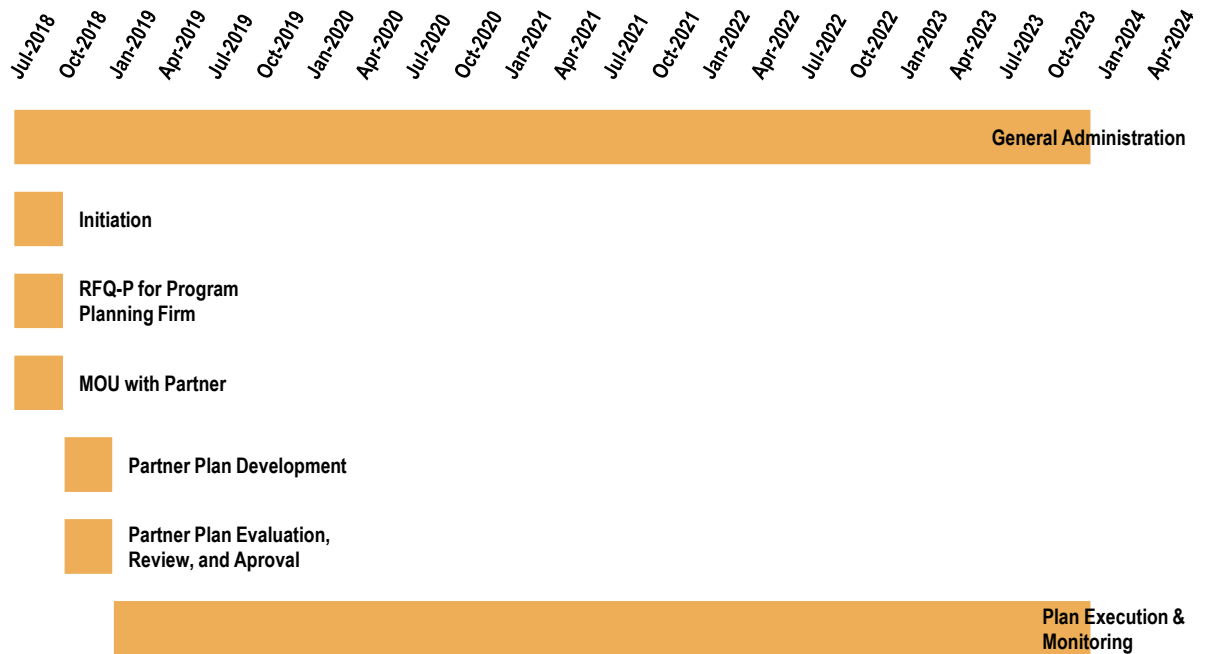 Jul-2018 Oct-2018 Jan-2019 Apr-2019 Jul-2019 Oct-2019 Jan-2020 Apr-2020 Jul-2020 Oct-2020 Jan-2021 Apr-2021 Jul-2021 Oct-2021 Jan-2022 Apr-2022 Jul-2022 Oct-2022 Jan-2023 Apr-2023 Jul-2023 Oct-2023 Jan-2024 Apr-2024
General Administration
Initiation
RFQ-P for Program
Planning Firm
MOU with Partner
Partner Plan Development
Partner Plan Evaluation,
Review, and Aproval
Plan Execution &
Monitoring